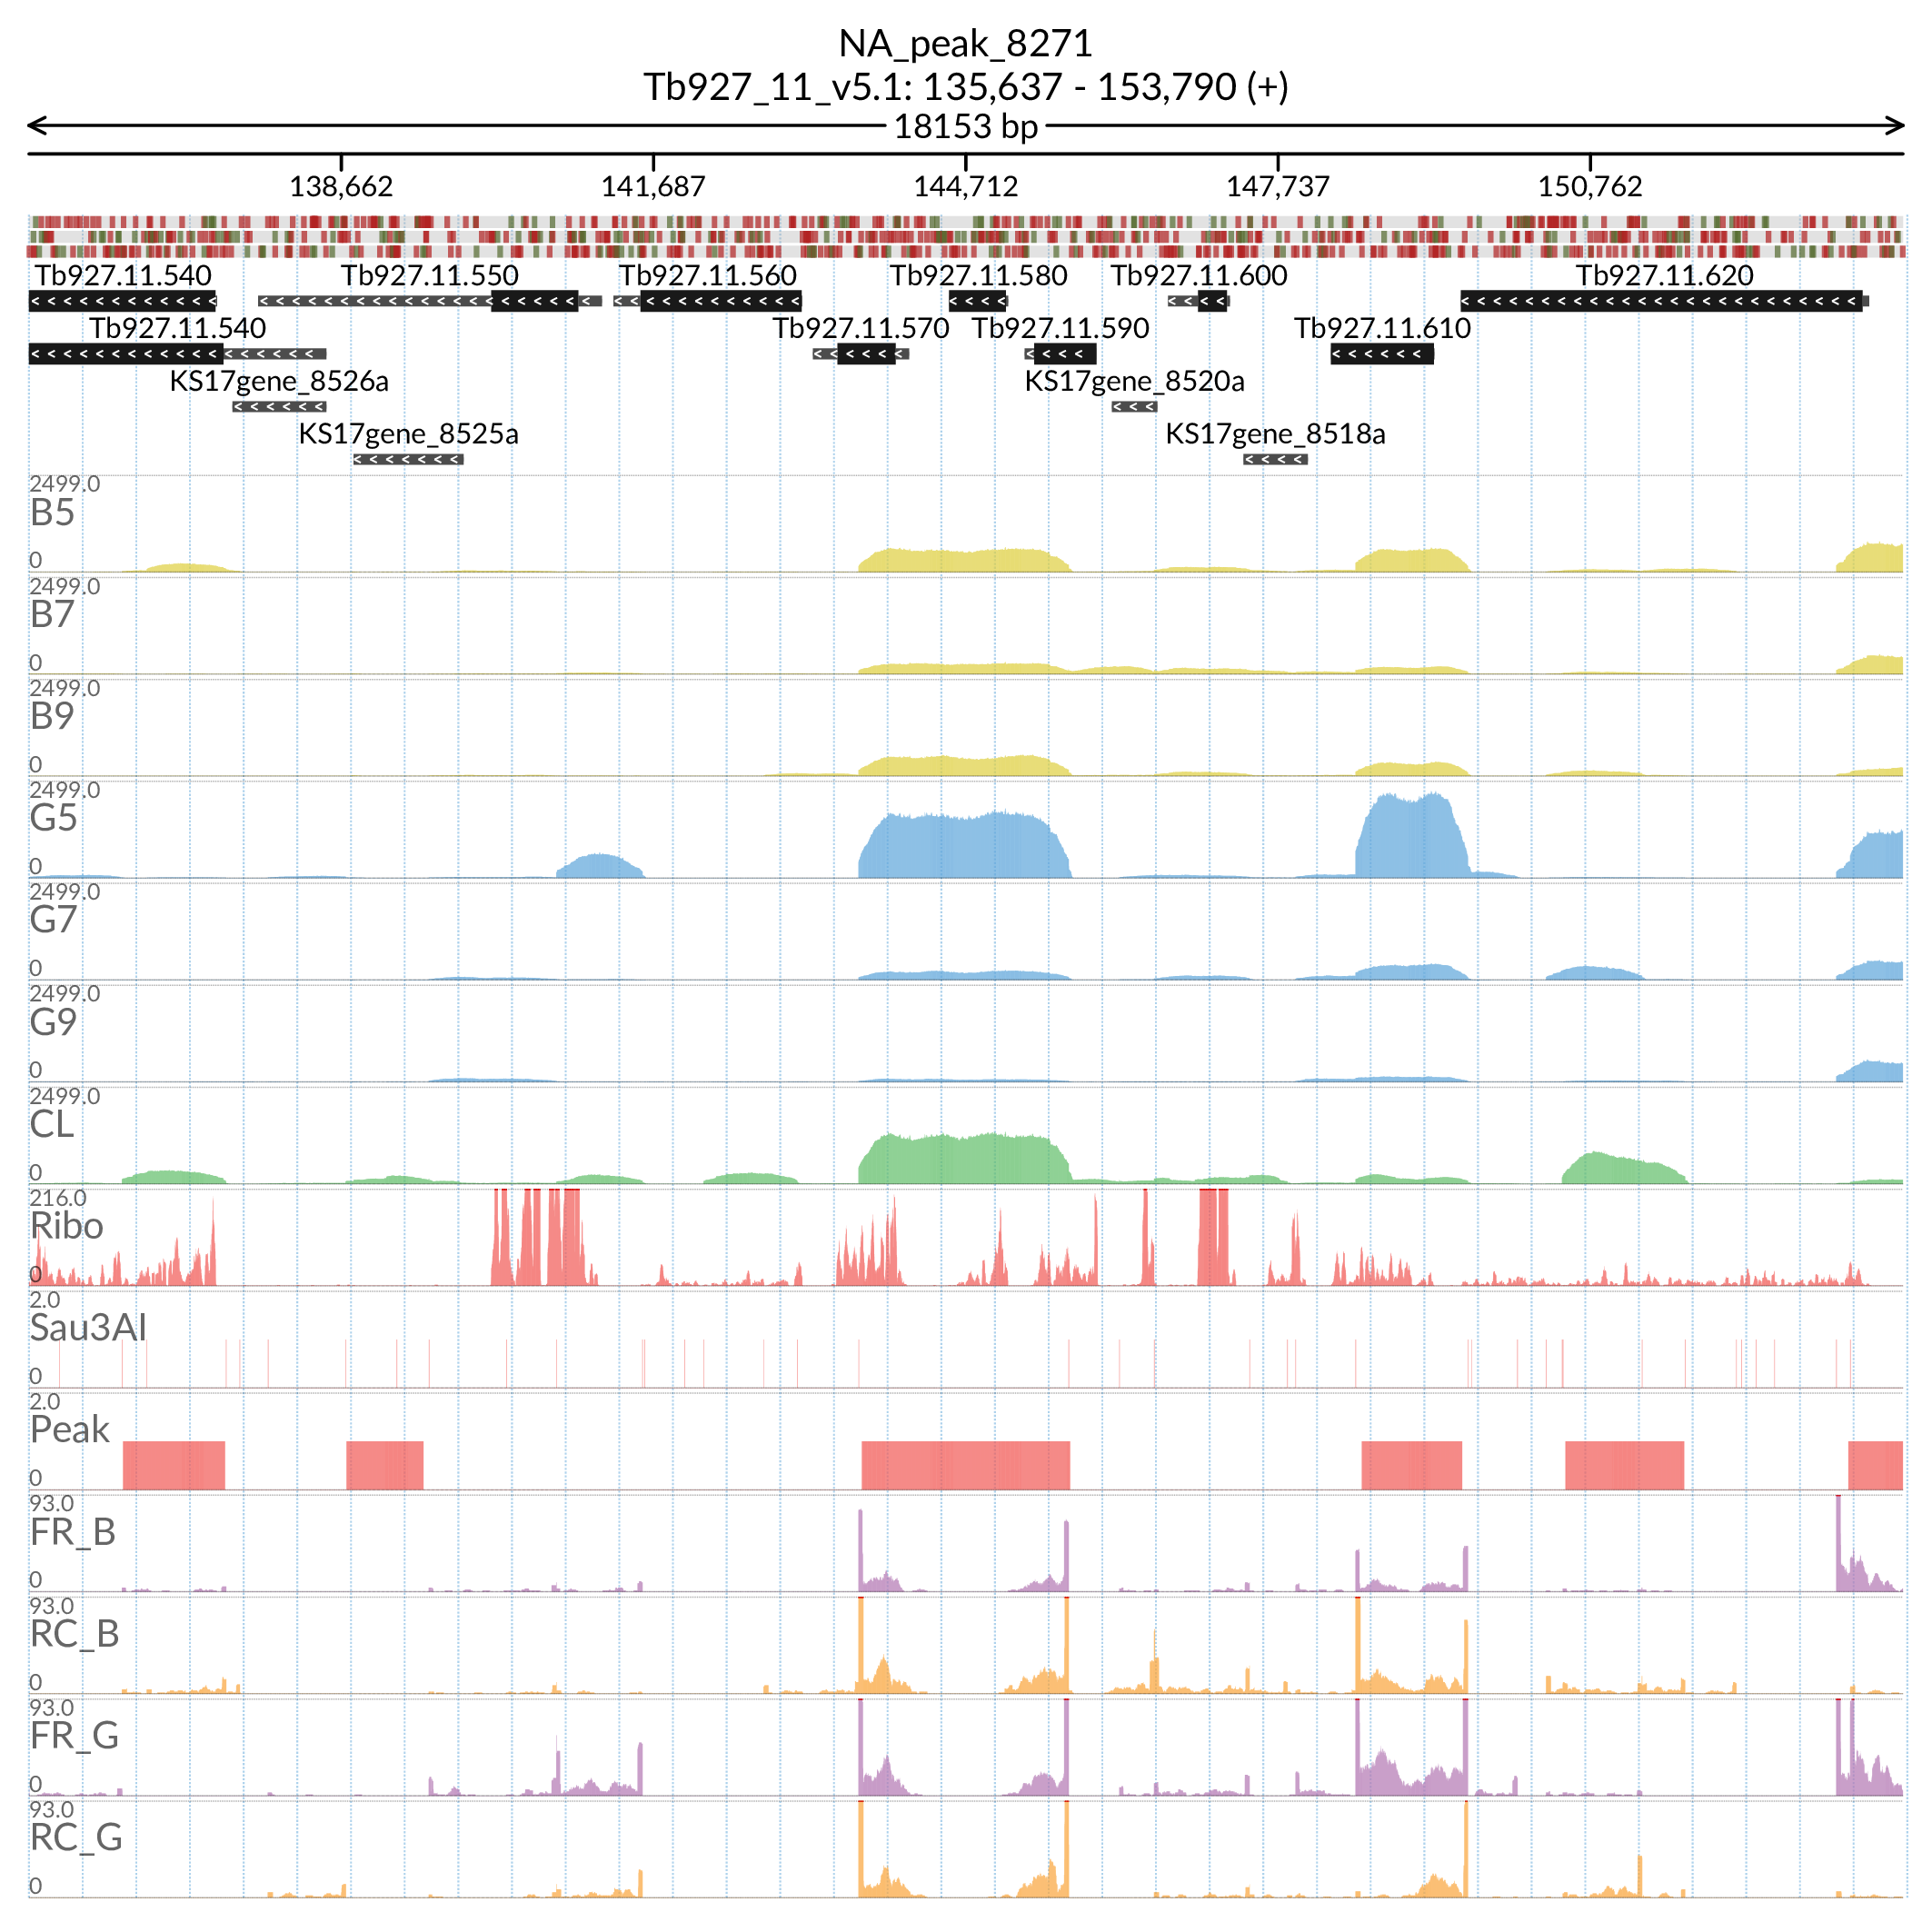 NA_peak_8271
Tb927_11_v5.1: 135,637 - 153,790 (+)
18153 bp
138,662 141,687 144,712 147,737 150,762
Tb927.11.540 Tb927.11.550 Tb927.11.560 Tb927.11.580 Tb927.11.600 Tb927.11.620
Tb927.11.540 Tb927.11.570 Tb927.11.590 Tb927.11.610
KS17gene_8526a KS17gene_8520a
KS17gene_8525a KS17gene_8518a
2499.0
B5
0
2499.0
B7
0
2499.0
B9
0
2499.0
G5
0
2499.0
G7
0
2499.0
G9
0
2499.0
CL
0
216.0
Ribo
0
2.0
Sau3AI
0
2.0
Peak
0
93.0
FR_B
0
93.0
RC_B
0
93.0
FR_G
0
93.0
RC_G
0